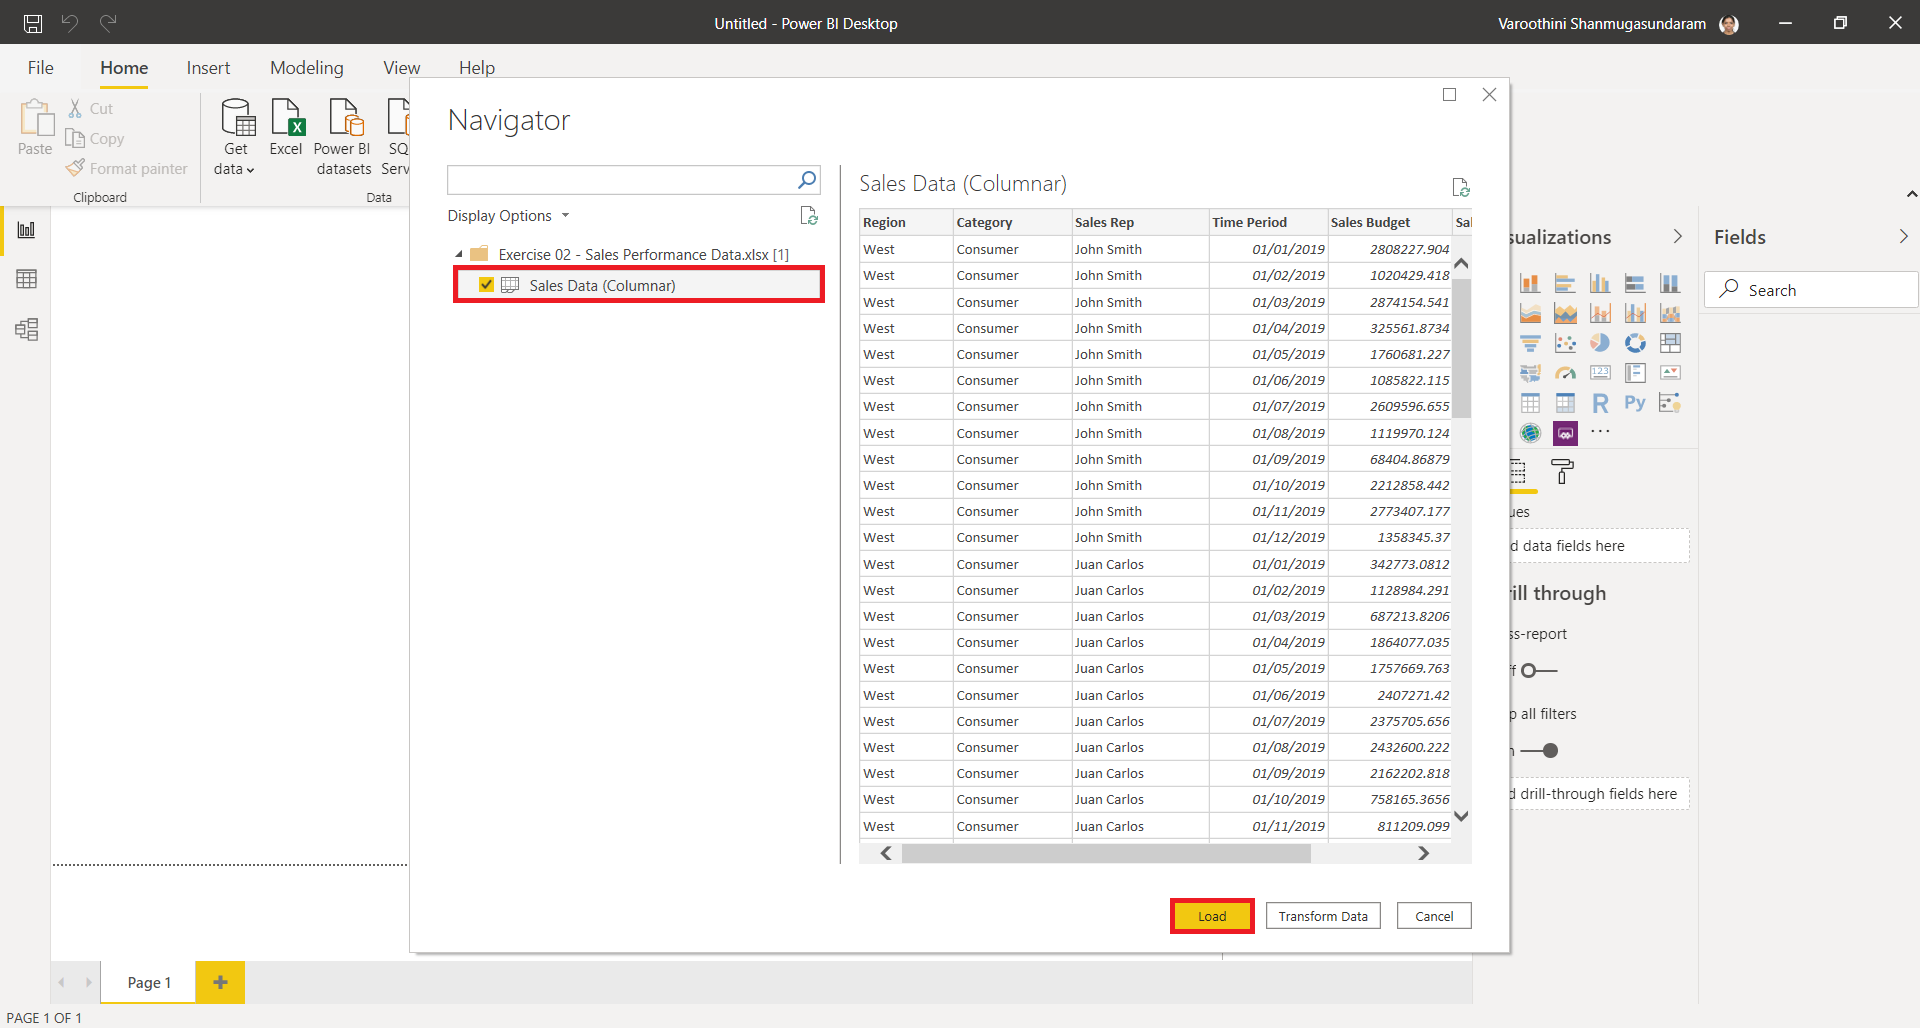 Untitled - Power BI Desktop
Varoothini Shanmugasundaram
File Home Insert Modeling View Help
Paste
Cut
Copy
Format painter
Clipboard
Get data
Excel
Power BI datasets
SQ
Serv
Data
Navigator
Display Options
Exercise 02 - Sales Performance Data.xlsx [1]
Sales Data (Columnar)
Sales Data (Columnar)
Region Category Sales Rep Time Period Sales Budget Sal
West Consumer John Smith 01/01/2019 2808227.904
West Consumer John Smith 01/02/2019 1020429.418
West Consumer John Smith 01/03/2019 2874154.541
West Consumer John Smith 01/04/2019 325561.8734
West Consumer John Smith 01/05/2019 1760681.227
West Consumer John Smith 01/06/2019 1085822.115
West Consumer John Smith 01/07/2019 2609596.655
West Consumer John Smith 01/08/2019 1119970.124
West Consumer John Smith 01/09/2019 68404.86879
West Consumer John Smith 01/10/2019 2212858.442
West Consumer John Smith 01/11/2019 2773407.177
West Consumer John Smith 01/12/2019 1358345.37
West Consumer Juan Carlos 01/01/2019 342773.0812
West Consumer Juan Carlos 01/02/2019 1128984.291
West Consumer Juan Carlos 01/03/2019 687213.8206
West Consumer Juan Carlos 01/04/2019 1864077.035
West Consumer Juan Carlos 01/05/2019 1757669.763
West Consumer Juan Carlos 01/06/2019 2407271.42
West Consumer Juan Carlos 01/07/2019 2375705.656
West Consumer Juan Carlos 01/08/2019 2432600.222
West Consumer Juan Carlos 01/09/2019 2162202.818
West Consumer Juan Carlos 01/10/2019 758165.3656
West Consumer Juan Carlos 01/11/2019 811209.099
Load Transform Data Cancel
sualizations
R Py
123
ues
d data fields here
ill through
ss-report
p all filters
d drill-through fields here
Fields
Search
Page 1
PAGE 1 OF 1